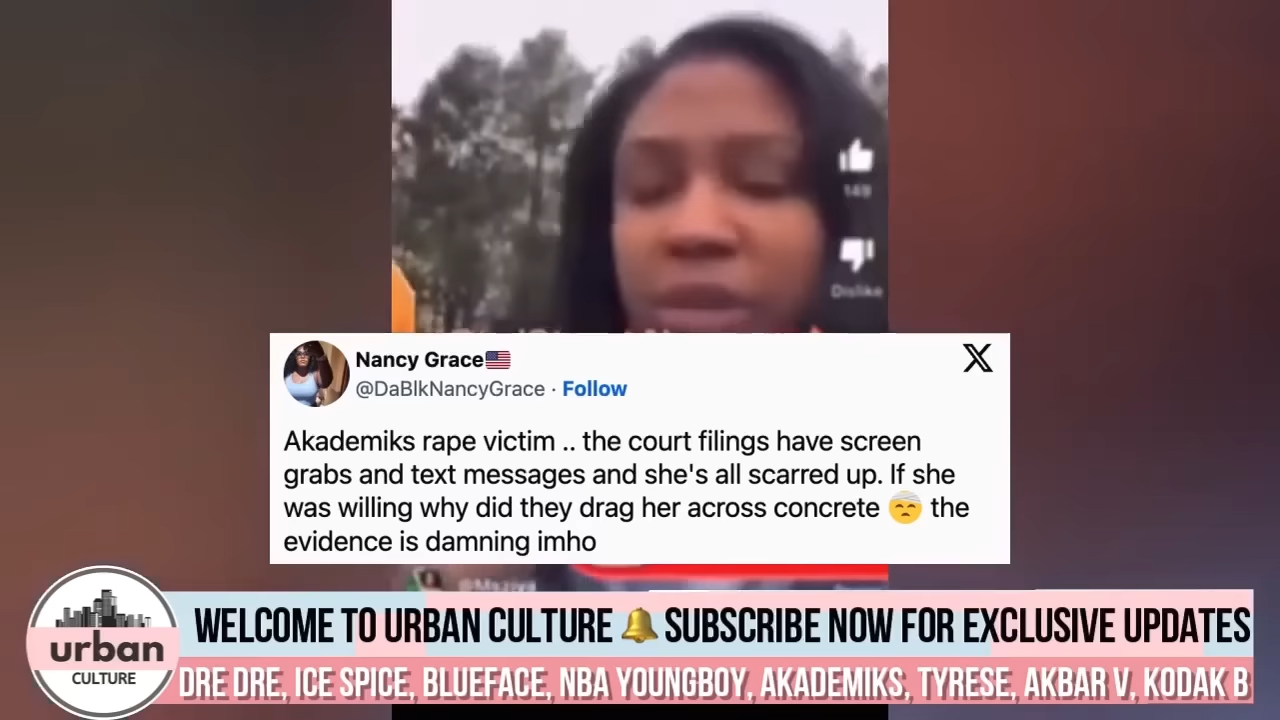 149
Dislike
Nancy Grace🇺🇸
@DaBlkNancyGrace · Follow
Akademiks rape victim .. the court filings have screen
grabs and text messages and she's all scarred up. If she
was willing why did they drag her across concrete 🤕 the
evidence is damning imho
urban
CULTURE
WELCOME TO URBAN CULTURE 🔔 SUBSCRIBE NOW FOR EXCLUSIVE UPDATES
DRE DRE, ICE SPICE, BLUEFACE, NBA YOUNGBOY, AKADEMIKS, TYRESE, AKBAR V, KODAK B